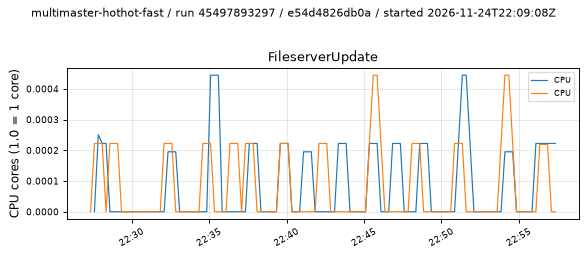 multimaster-hothot-fast / run 45497893297 / e54d4826db0a / started 2026-11-24T22:09:08Z
FileserverUpdate
CPU cores (1.0 = 1 core)
0.0004
0.0003
0.0002
0.0001
0.0000
CPU
CPU
22:30
22:35
22:40
22:45
22:50
22:55